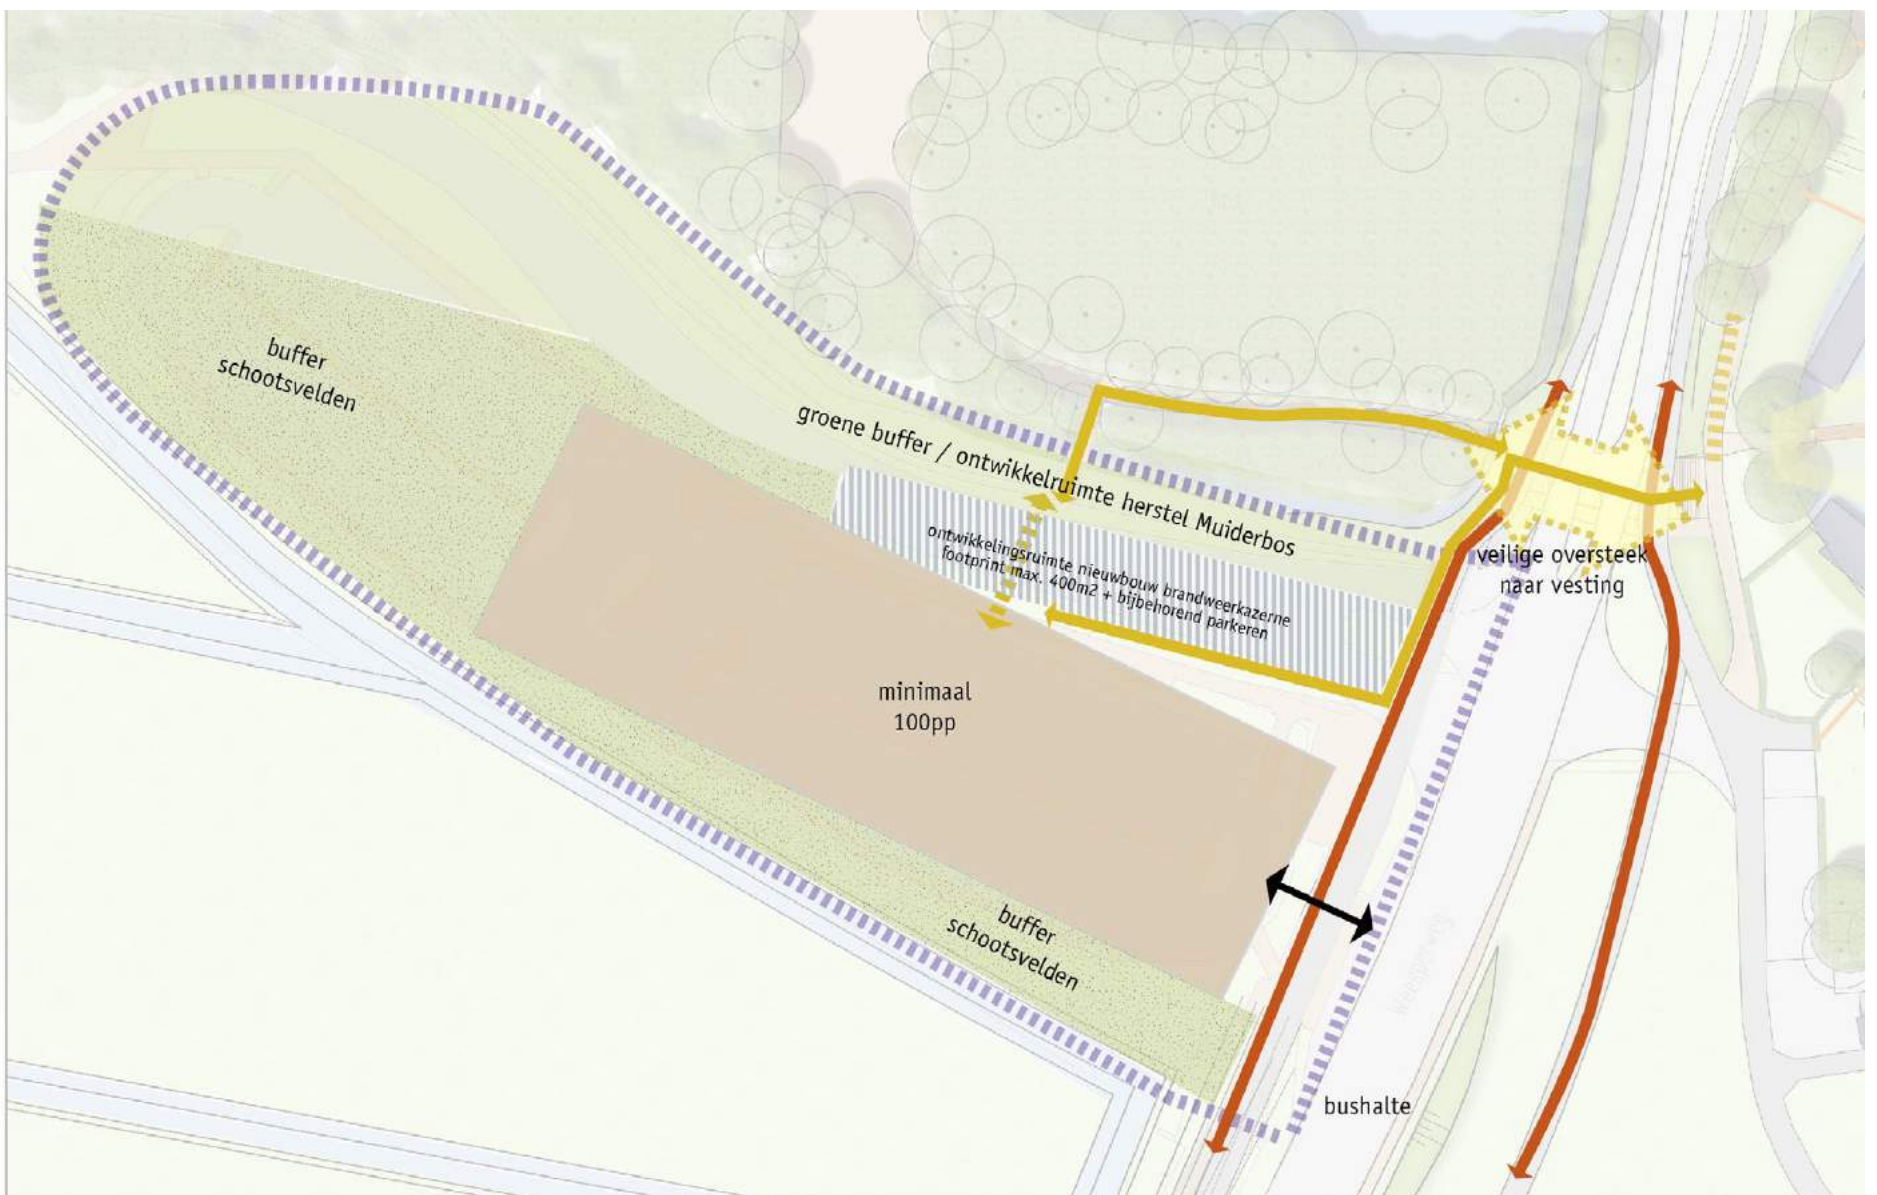 buffer
schootsvelden
groene buffer / ontwikkelruimte herstel Muiderbos
ontwikkelingsruimte nieuwbouw brandweerkazerne
footprint max. 400m2 + bijbehorend parkeren
veilige oversteek
naar vesting
minimaal
100pp
buffer
schootsvelden
Weesperweg
bushalte